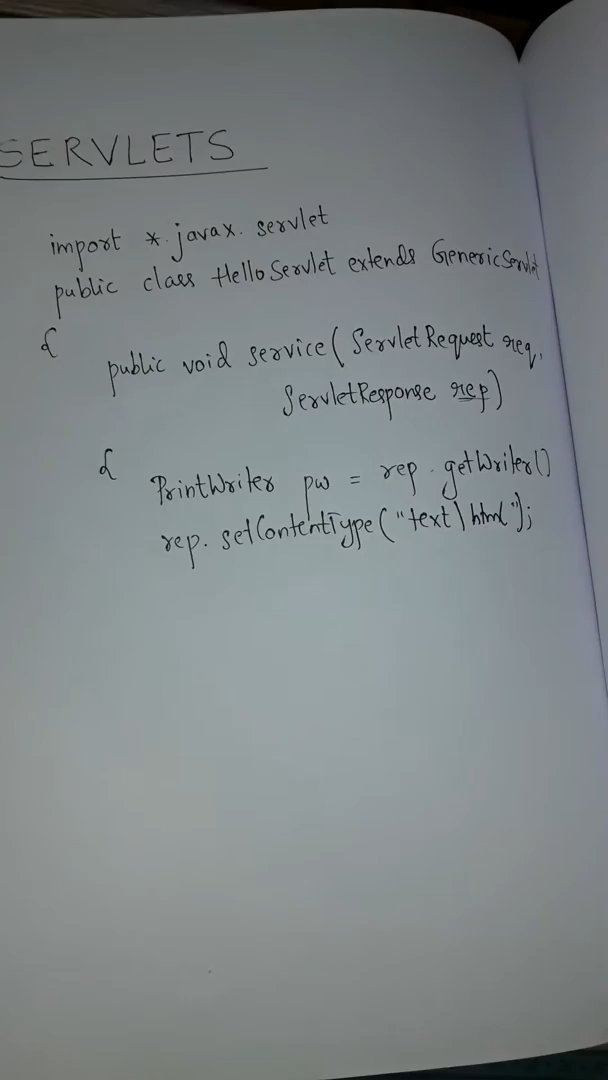 SERVLETS
import *.javax.servlet
public class HelloServlet extends GenericServlet
{
public void service(ServletRequest req,
ServletResponse rep)
{
PrintWriter pw = rep.getWriter()
rep.setContentType("text\html");